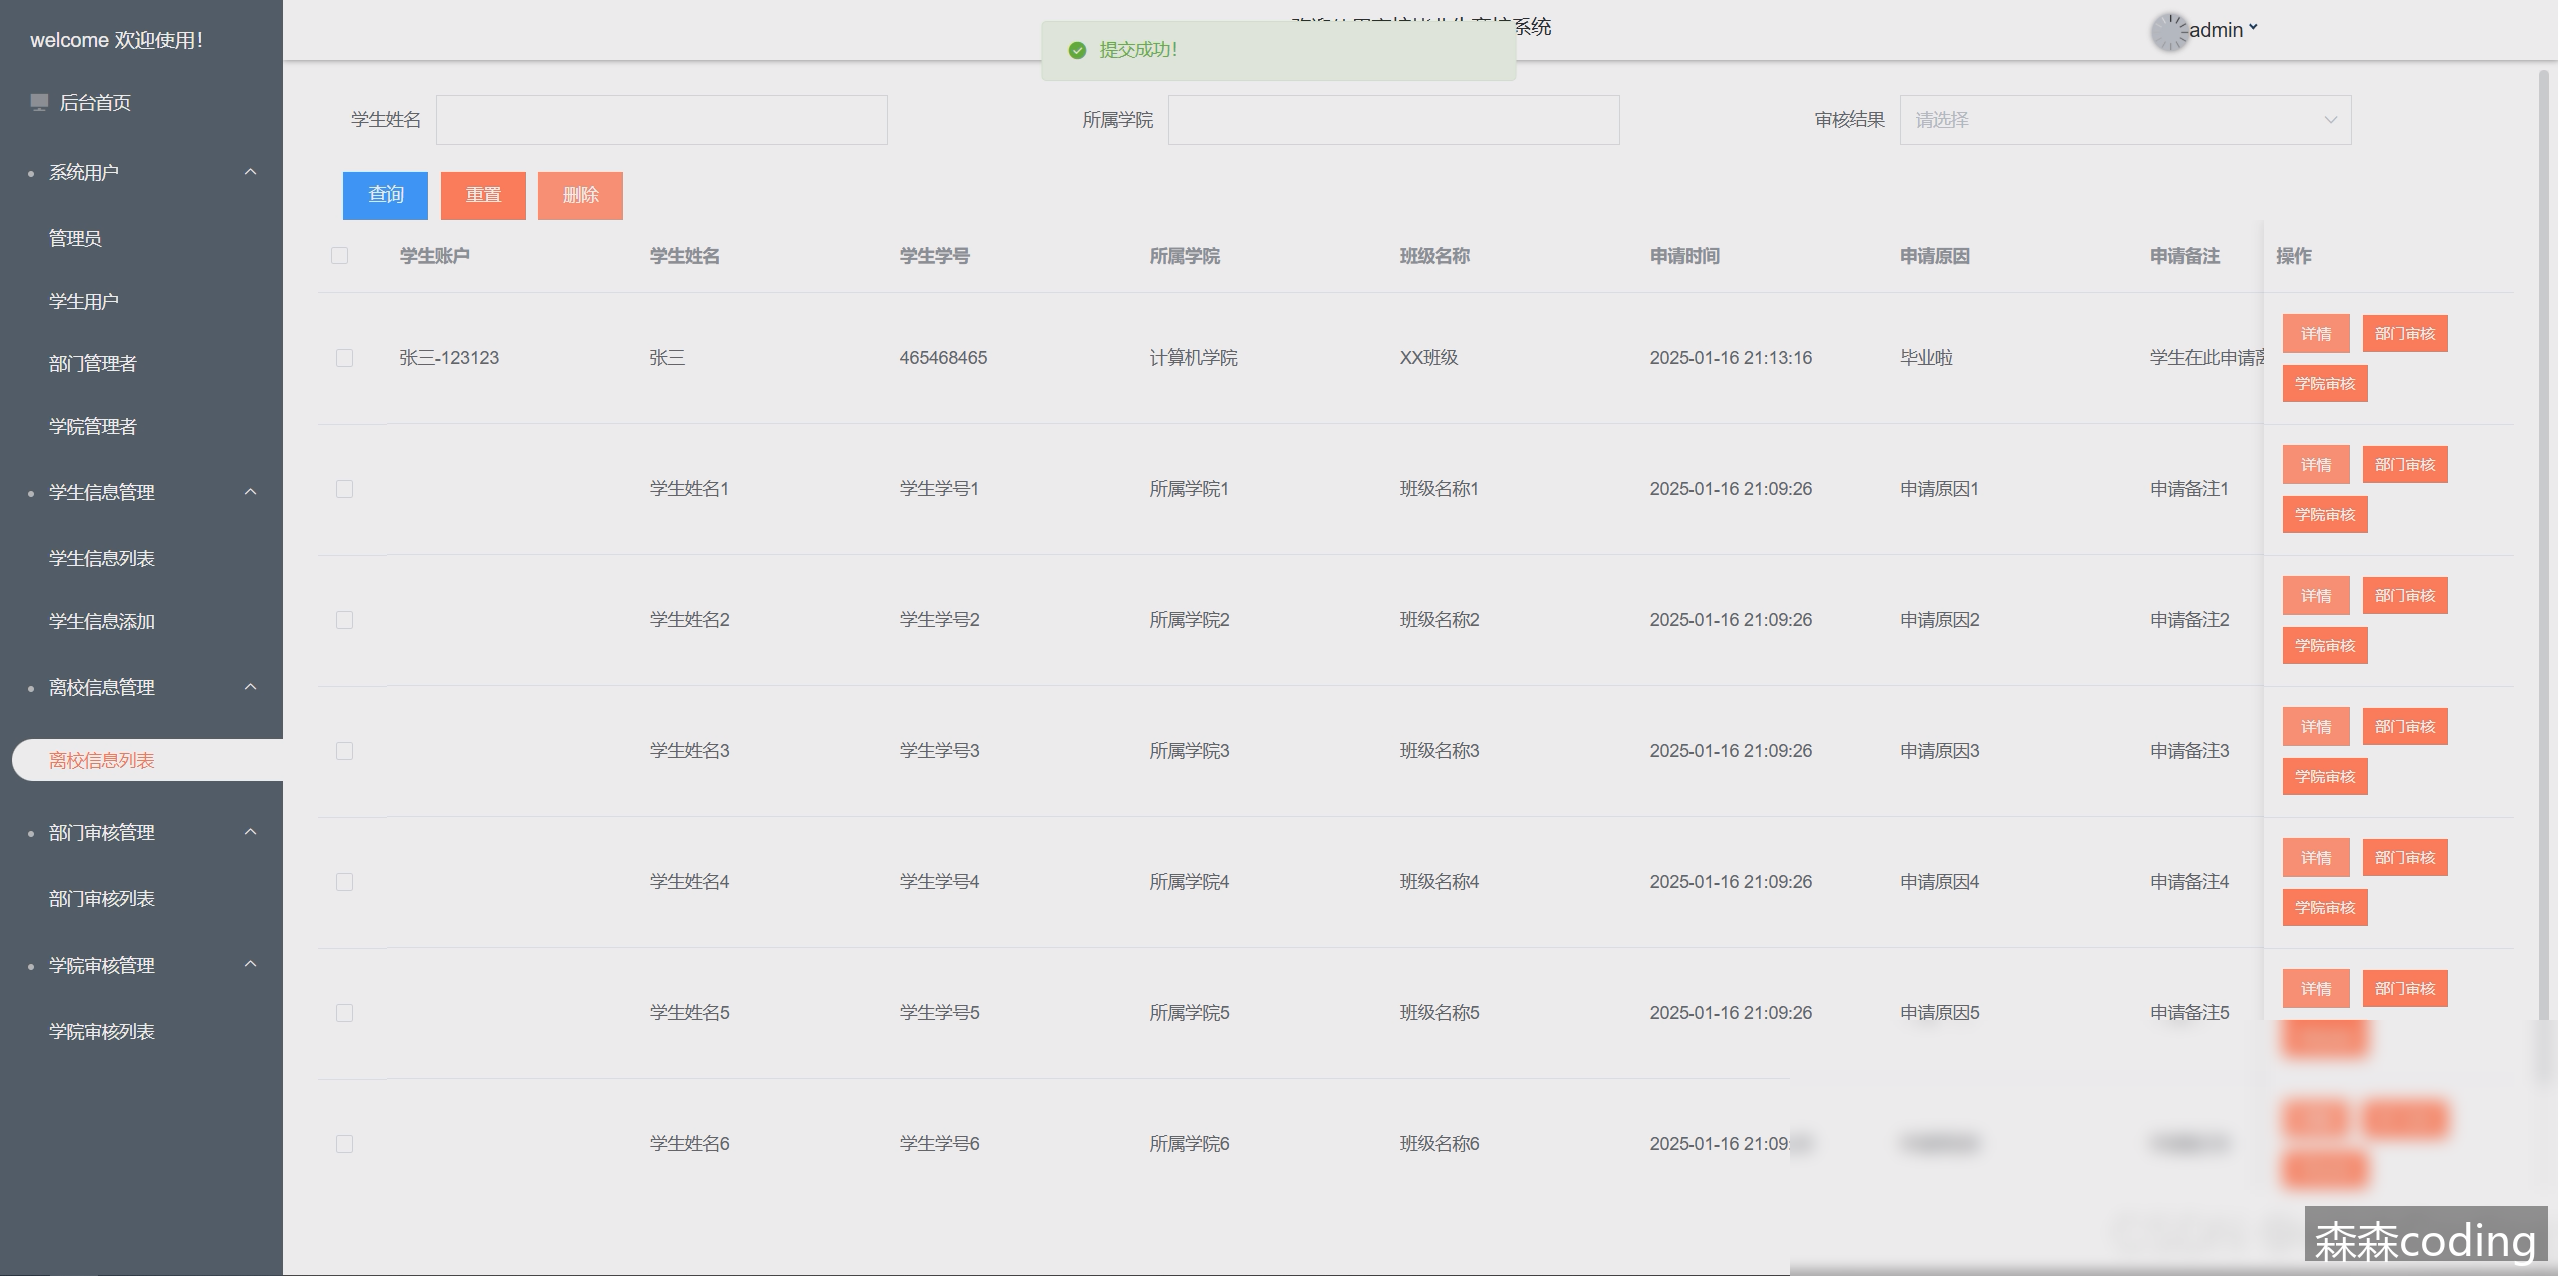 welcome 欢迎使用！
系统
admin
提交成功！
后台首页
系统用户
管理员
学生用户
部门管理者
学院管理者
学生信息管理
学生信息列表
学生信息添加
离校信息管理
离校信息列表
部门审核管理
部门审核列表
学院审核管理
学院审核列表
学生姓名
所属学院
审核结果 请选择
查询 重置 删除
学生账户 学生姓名 学生学号 所属学院 班级名称 申请时间 申请原因 申请备注 操作
张三-123123 张三 465468465 计算机学院 XX班级 2025-01-16 21:13:16 毕业啦 学生在此申请 详情 部门审核
学院审核
学生姓名1 学生学号1 所属学院1 班级名称1 2025-01-16 21:09:26 申请原因1 申请备注1 详情 部门审核
学院审核
学生姓名2 学生学号2 所属学院2 班级名称2 2025-01-16 21:09:26 申请原因2 申请备注2 详情 部门审核
学院审核
学生姓名3 学生学号3 所属学院3 班级名称3 2025-01-16 21:09:26 申请原因3 申请备注3 详情 部门审核
学院审核
学生姓名4 学生学号4 所属学院4 班级名称4 2025-01-16 21:09:26 申请原因4 申请备注4 详情 部门审核
学院审核
学生姓名5 学生学号5 所属学院5 班级名称5 2025-01-16 21:09:26 申请原因5 申请备注5 详情 部门审核
学生姓名6 学生学号6 所属学院6 班级名称6 2025-01-16 21:09:
森森coding